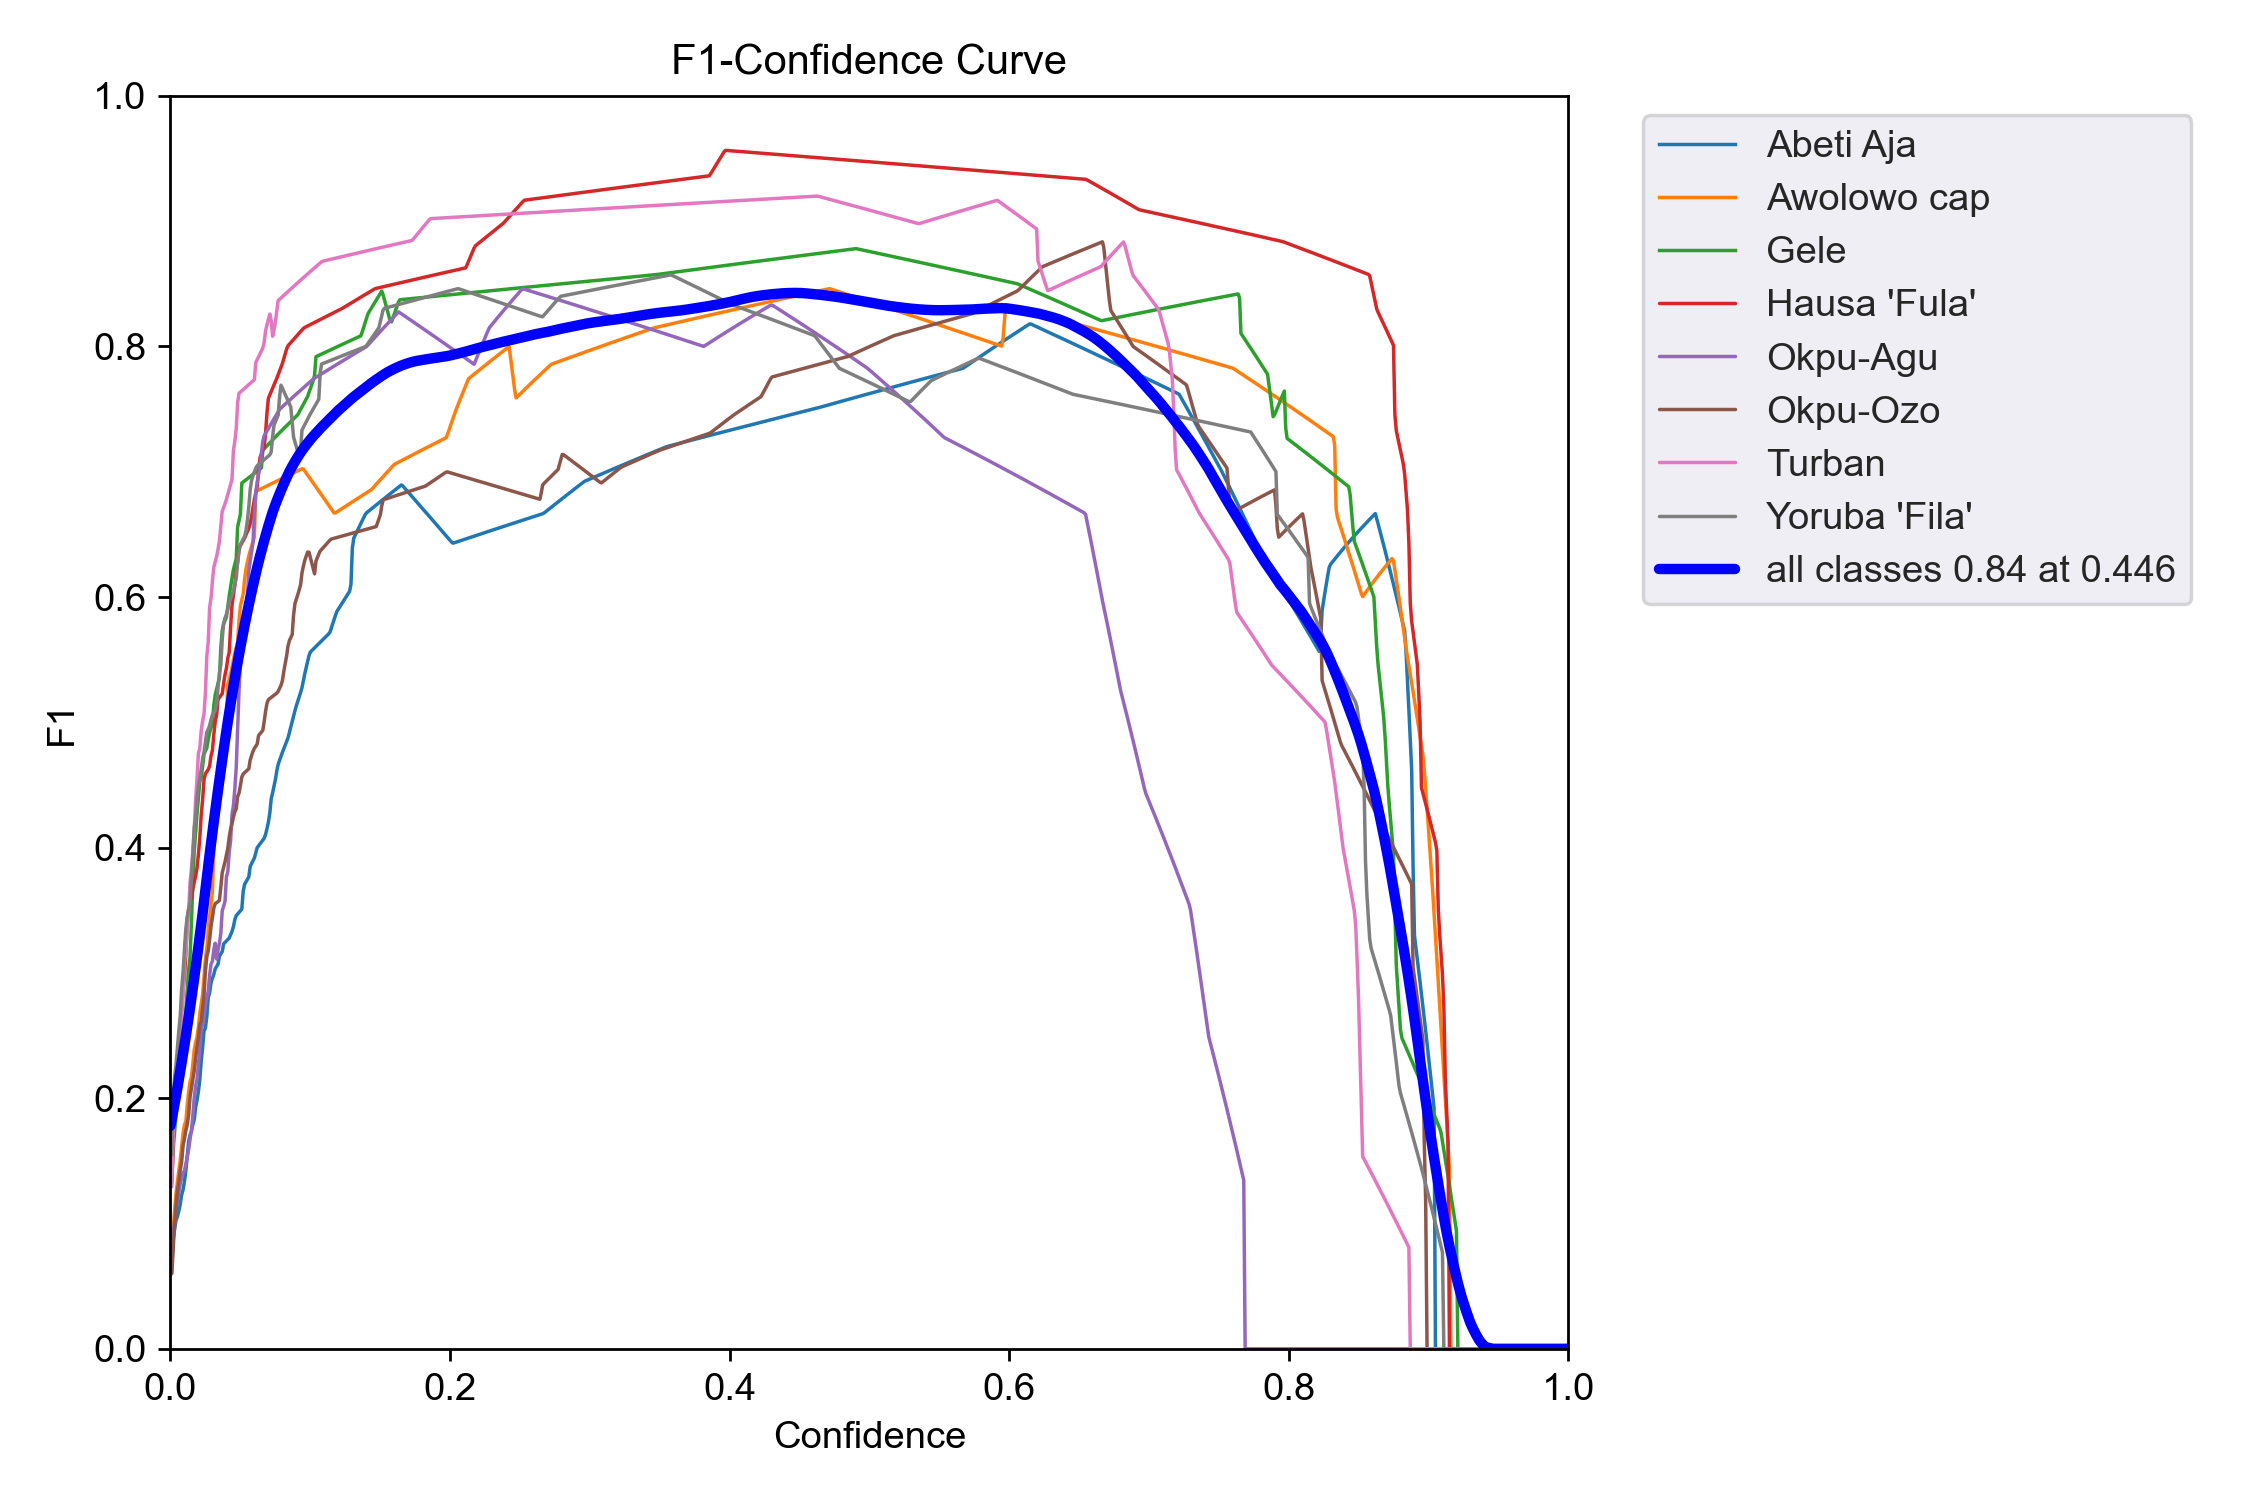 F1-Confidence Curve
1.0
0.8
0.6
0.4
0.2
0.0
F1
0.0 0.2 0.4 0.6 0.8 1.0
Confidence
Abeti Aja
Awolowo cap
Gele
Hausa 'Fula'
Okpu-Agu
Okpu-Ozo
Turban
Yoruba 'Fila'
all classes 0.84 at 0.446